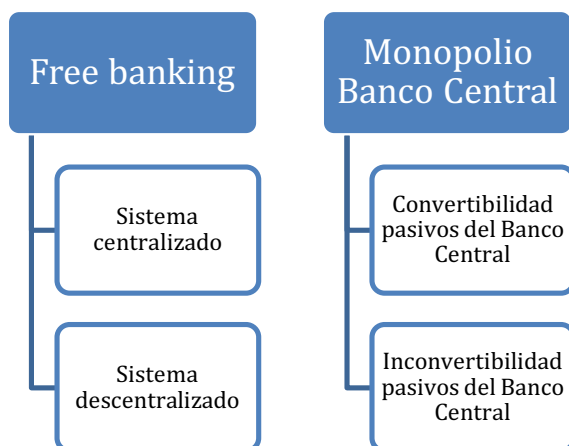 Free banking
Sistema
centralizado
Sistema
descentralizado
Monopolio
Banco Central
Convertibilidad
pasivos del Banco
Central
Inconvertibilidad
pasivos del Banco
Central